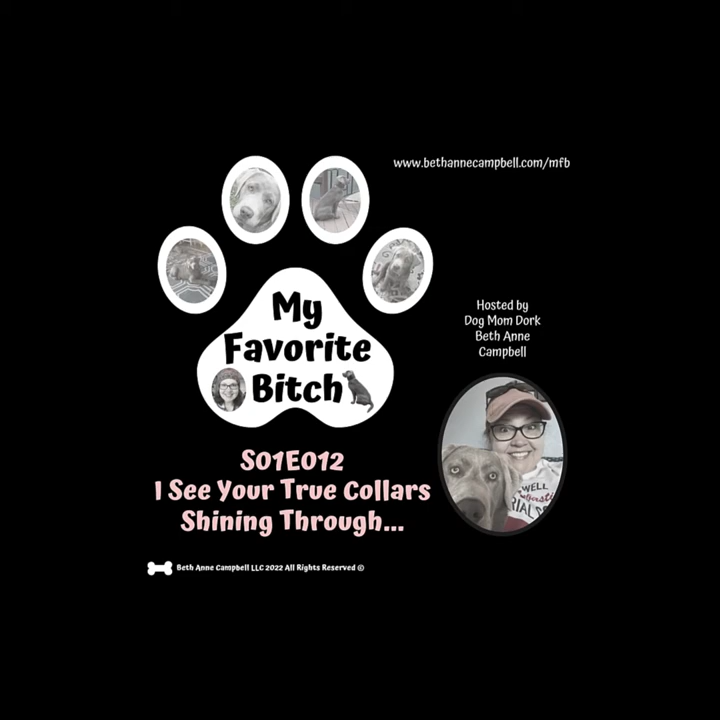 www.bethannecampbell.com/mfb
My
Favorite
Bitch
Hosted by
Dog Mom Dork
Beth Anne
Campbell
S01E012
I See Your True Collars
Shining Through...
Beth Anne Campbell LLC 2022 All Rights Reserved ©
WELL